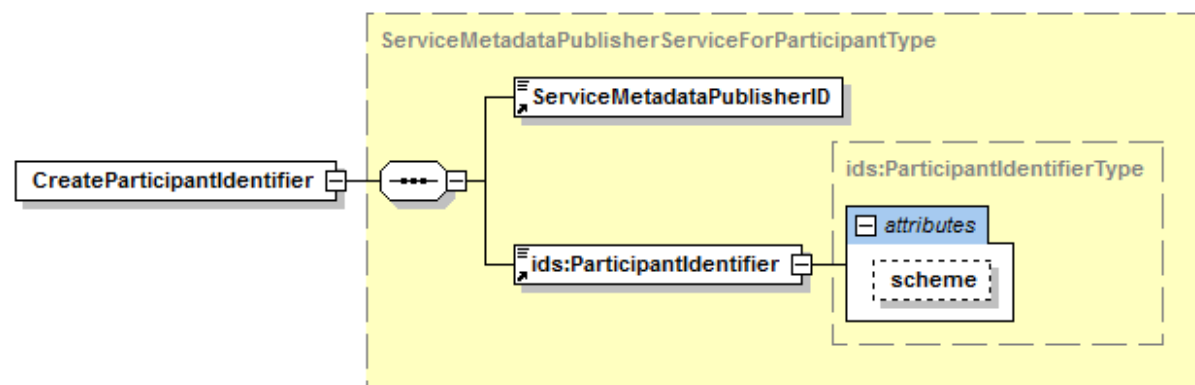 ServiceMetadataPublisherServiceForParticipantType
ServiceMetadataPublisherID
CreateParticipantIdentifier
ids:ParticipantIdentifierType
attributes
ids:ParticipantIdentifier
scheme